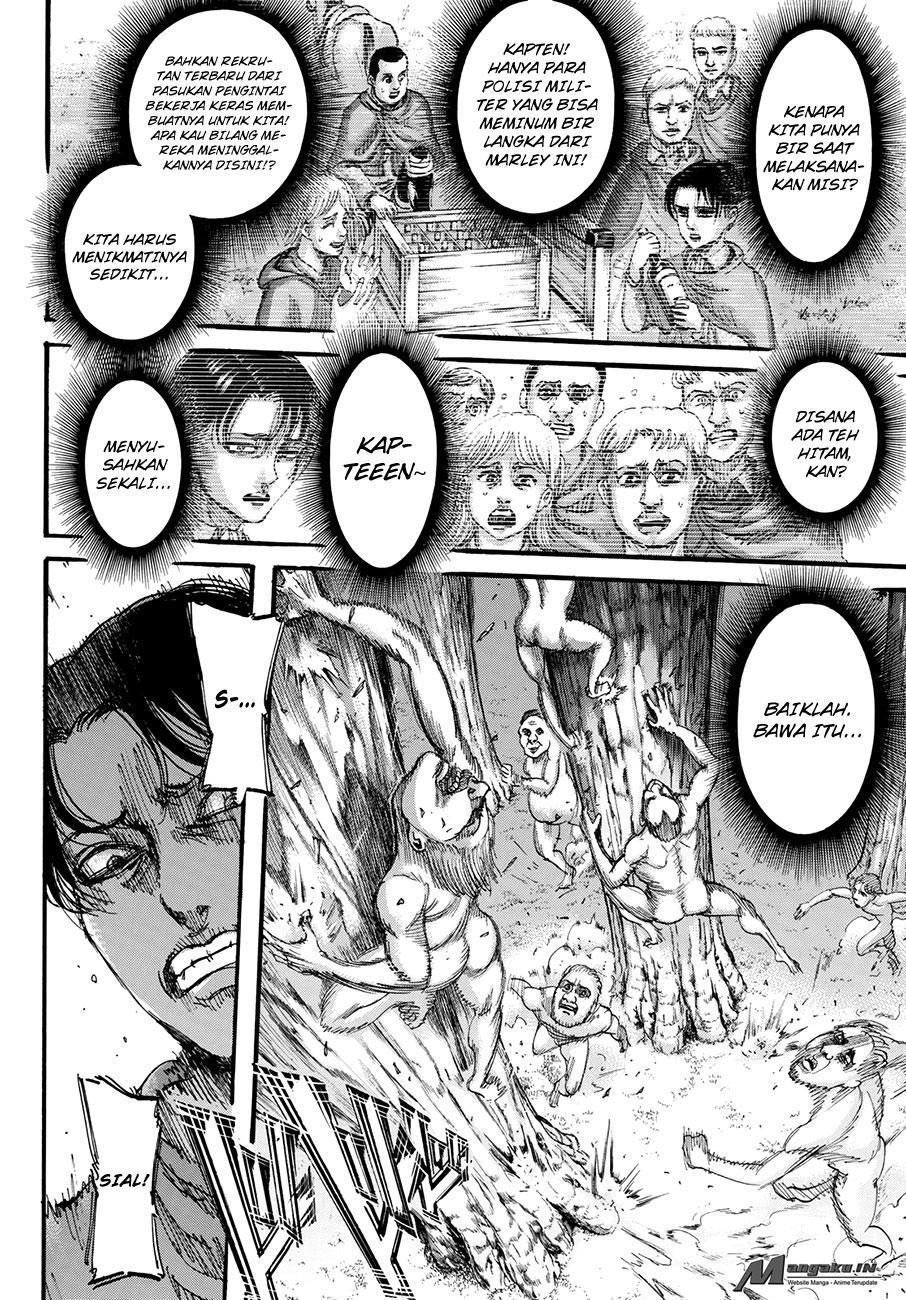 KENAPA
KITA PUNYA
BIR SAAT
MELAKSANA-
KAN MISI?
KAPTEN!
HANYA PARA
POLISI MILI-
TER YANG BISA
MEMINUM BIR
LANGKA DARI
MARLEY INI!
BAHKAN REKRU-
TAN TERBARU DARI
PASUKAN PENGINTAI
BEKERJA KERAS MEM-
BUATNYA UNTUK KITA!
APA KAU BILANG ME-
REKA MENINGGAL-
KANNYA DISINI!?
KITA HARUS
MENIKMATINYA
SEDIKIT...
DISANA
ADA TEH
HITAM,
KAN?
KAP-
TEEEN~
MENYU-
SAHKAN
SEKALI...
BAIKLAH.
BAWA ITU...
S-...
SIAL!
Mangaku.IN
Website Manga - Anime Terupdate